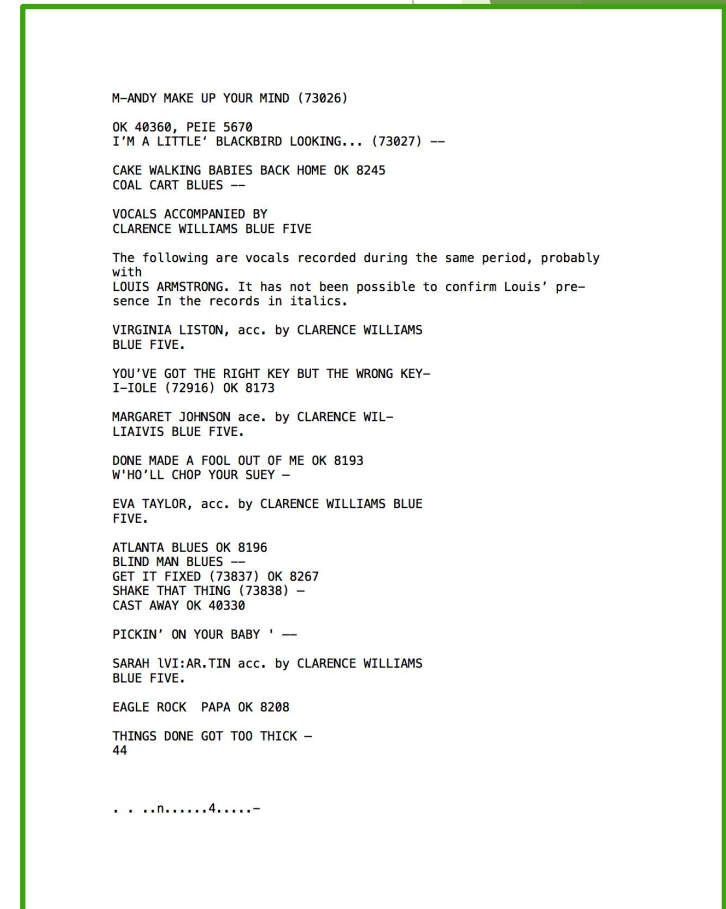 M–ANDY MAKE UP YOUR MIND (73026)
OK 40360, PEIE 5670
I’M A LITTLE‘ BLACKBIRD LOOKING... (73027) ——
CAKE WALKING BABIES BACK HOME OK 8245
COAL CART BLUES ——
VOCALS ACCOMPANIED BY
CLARENCE WILLIAMS BLUE FIVE
The following are vocals recorded during the same period, probably
with
LOUIS ARMSTRONG. It has not been possible to confirm Louis’ pre–
sence In the records in italics.
VIRGINIA LISTON, acc. by CLARENCE WILLIAMS
BLUE FIVE.
YOU’VE GOT THE RIGHT KEY BUT THE WRONG KEY–
I–IOLE (72916) OK 8173
MARGARET JOHNSON ace. by CLARENCE WIL–
LIAIVIS BLUE FIVE.
DONE MADE A FOOL OUT OF ME OK 8193
W'HO’LL CHOP YOUR SUEY —
EVA TAYLOR, acc. by CLARENCE WILLIAMS BLUE
FIVE.
ATLANTA BLUES OK 8196
BLIND MAN BLUES ——
GET IT FIXED (73837) OK 8267
SHAKE THAT THING (73838) —
CAST AWAY OK 40330
PICKIN’ ON YOUR BABY ' ——
SARAH lVI:AR.TIN acc. by CLARENCE WILLIAMS
BLUE FIVE.
EAGLE ROCK  PAPA OK 8208
THINGS DONE GOT TOO THICK —
44
. . ..n......4.....–